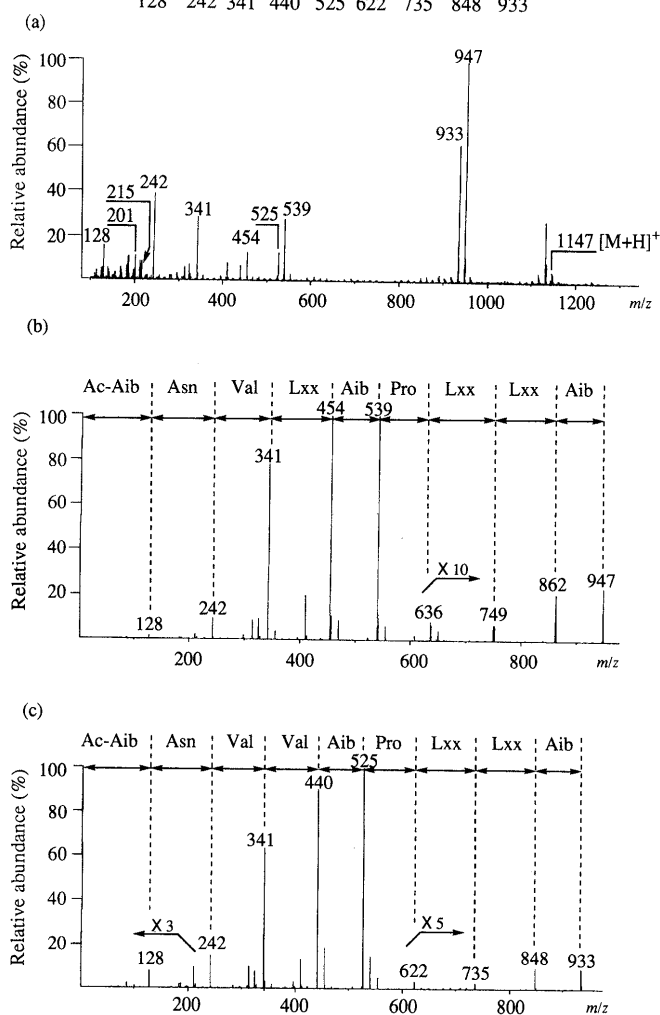 128 242 341 440 525 622 735 848 933
(a)
Relative abundance (%)
100
80
60
40
20
128
201
215
242
341
454
525
539
933
947
1147 [M+H]+
200 400 600 800 1000 1200 m/z
(b)
Ac-Aib Asn Val Lxx Aib Pro Lxx Lxx Aib
Relative abundance (%)
100
80
60
40
20
128
242
341
454
539
X 10
636
749
862
947
200 400 600 800 m/z
(c)
Ac-Aib Asn Val Val Aib Pro Lxx Lxx Aib
Relative abundance (%)
100
80
60
40
20
X 3
128
242
341
440
525
X 5
622
735
848
933
200 400 600 800 m/z